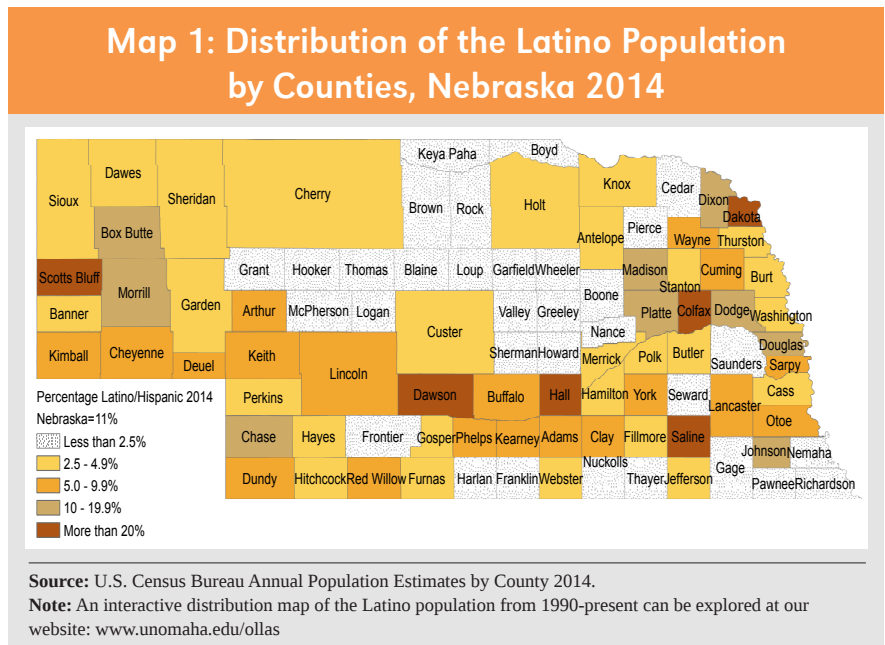 Map 1: Distribution of the Latino Population
by Counties, Nebraska 2014
Keya Paha
Boyd
Dawes
Sioux
Sheridan
Cherry
Brown
Rock
Holt
Knox
Cedar
Dixon
Dakota
Box Butte
Antelope
Pierce
Wayne
Thurston
Scotts Bluff
Morrill
Garden
Grant
Hooker
Thomas
Blaine
Loup
Garfield
Wheeler
Madison
Stanton
Cuming
Burt
Banner
Arthur
McPherson
Logan
Custer
Valley
Greeley
Boone
Platte
Colfax
Dodge
Washington
Nance
Kimball
Cheyenne
Deuel
Keith
Lincoln
Sherman
Howard
Merrick
Polk
Butler
Saunders
Douglas
Sarpy
Perkins
Dawson
Buffalo
Hall
Hamilton
York
Seward
Lancaster
Cass
Otoe
Chase
Hayes
Frontier
Gosper
Phelps
Kearney
Adams
Clay
Fillmore
Saline
Johnson
Nemaha
Dundy
Hitchcock
Red Willow
Furnas
Harlan
Franklin
Webster
Nuckolls
Thayer
Jefferson
Gage
Pawnee
Richardson
Percentage Latino/Hispanic 2014
Nebraska=11%
Less than 2.5%
2.5 - 4.9%
5.0 - 9.9%
10 - 19.9%
More than 20%
Source: U.S. Census Bureau Annual Population Estimates by County 2014.
Note: An interactive distribution map of the Latino population from 1990-present can be explored at our
website: www.unomaha.edu/ollas